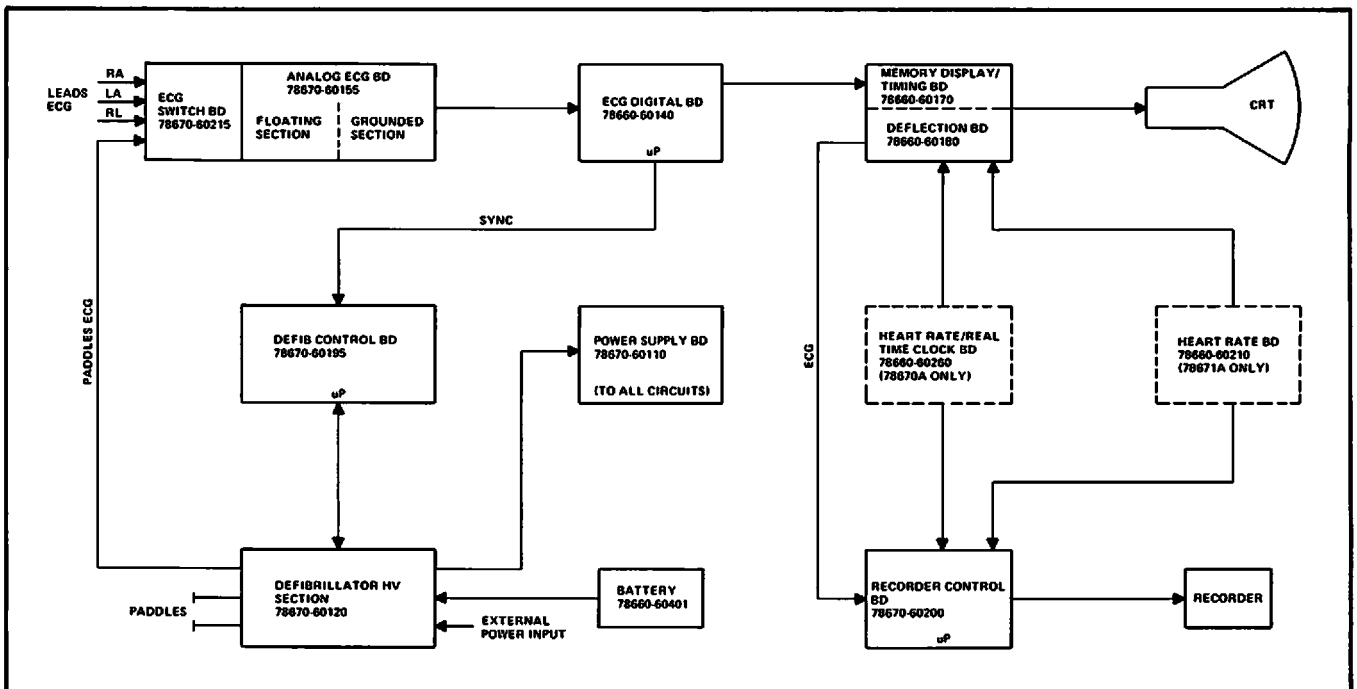 LEADS
ECG
RA
LA
RL
ECG
SWITCH BD
78670-60215
ANALOG ECG BD
78670-60155
FLOATING
SECTION
GROUNDED
SECTION
ECG DIGITAL BD
78660-60140
uP
MEMORY DISPLAY/
TIMING BD
78660-60170
DEFLECTION BD
78660-60180
CRT
SYNC
PADDLES ECG
DEFIB CONTROL BD
78670-60195
uP
POWER SUPPLY BD
78670-60110
(TO ALL CIRCUITS)
ECG
HEART RATE/REAL
TIME CLOCK BD
78660-60260
(78670A ONLY)
HEART RATE BD
78660-60210
(78671A ONLY)
PADDLES
DEFIBRILLATOR HV
SECTION
78670-60120
BATTERY
78660-60401
EXTERNAL
POWER INPUT
RECORDER CONTROL
BD
78670-60200
uP
RECORDER